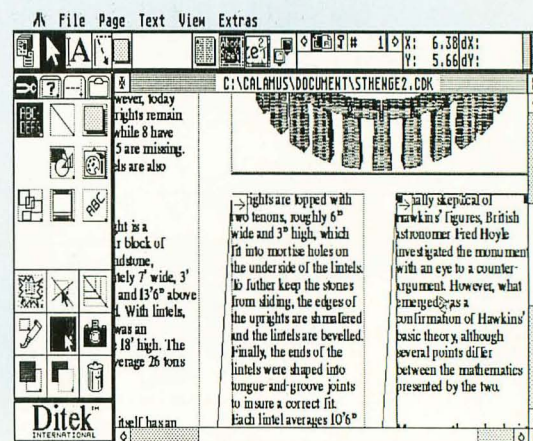 File Page Text View Extras
# 1 X: 6.38 dX:
Y: 5.66 dY:
C:\CALAMUS\DOCUMENT\STHENGE2.CDK
wever, today
rights remain
while 8 have
5 are missing.
els are also
ght is a
r block of
ndstone,
tely 7' wide, 3'
and 13'6" above
d. With lintels,
was an
18' high. The
verage 26 tons
itself has an
rights are topped with
two tenons, roughly 6"
wide and 3" high, which
fit into mortise holes on
the underside of the lintels.
To futher keep the stones
from sliding, the edges of
the uprights are shmafered
and the lintels are bevelled.
Finally, the ends of the
lintels were shaped into
tongue-and-groove joints
to insure a correct fit.
Each lintel averages 10'6"
ially skeptical of
Hawkins' figures, British
astronomer Fred Hoyle
investigated the monument
with an eye to a counter-
argument. However, what
emerged was a
confirmation of Hawkins'
basic theory, although
several points differ
between the mathematics
presented by the two.
ABC
DEFG
ABC
Ditek™
INTERNATIONAL